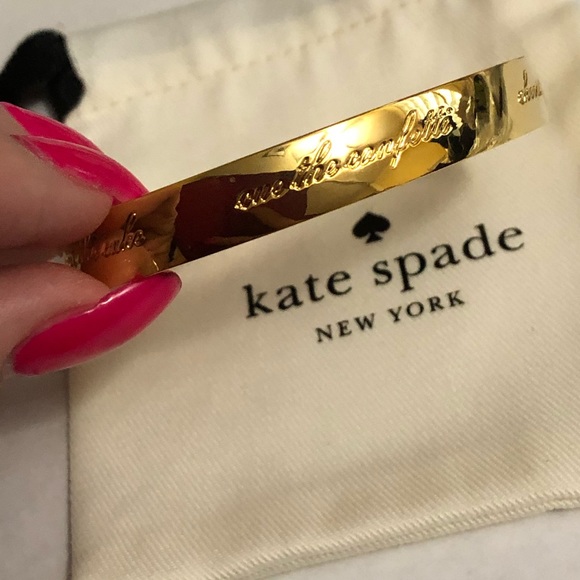 cue the confetti
kate spade
NEW YORK